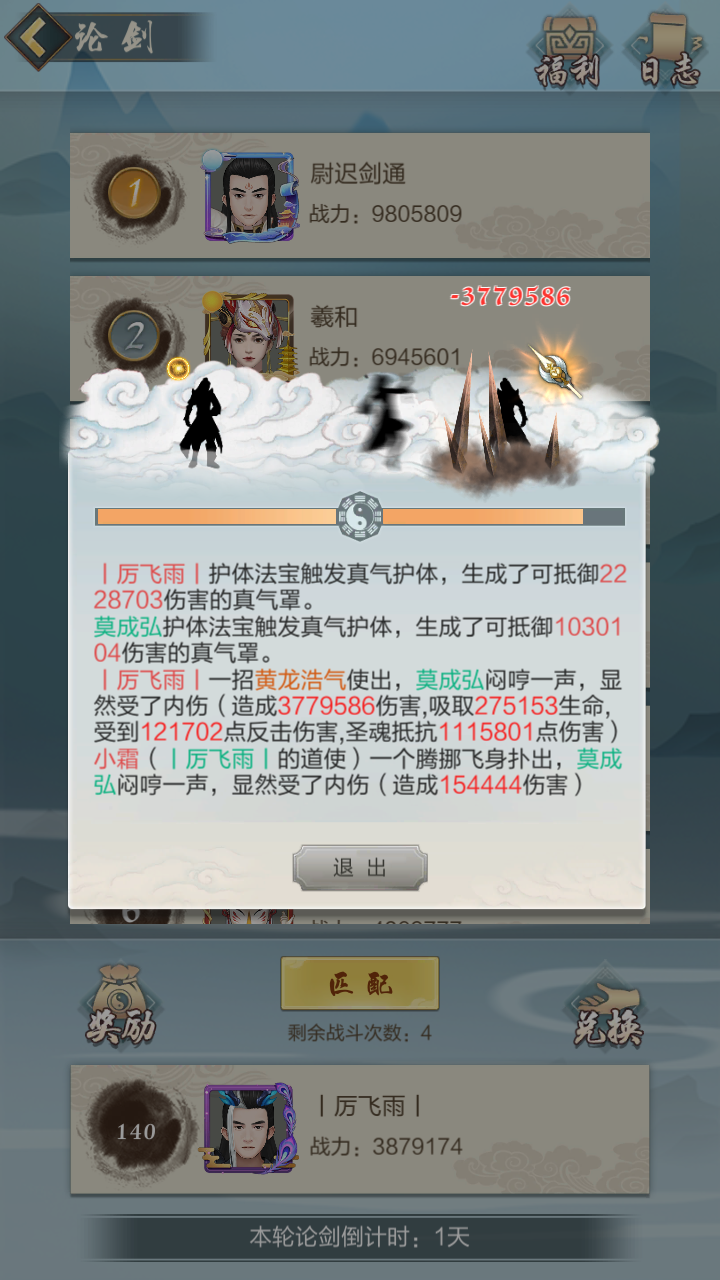 论剑
福利
日志
1
尉迟剑通
战力：9805809
-3779586
2
羲和
战力：6945601
丨厉飞雨丨护体法宝触发真气护体，生成了可抵御22
28703伤害的真气罩。
莫成弘护体法宝触发真气护体，生成了可抵御10301
04伤害的真气罩。
丨厉飞雨丨一招黄龙浩气使出，莫成弘闷哼一声，显
然受了内伤（造成3779586伤害,吸取275153生命,
受到121702点反击伤害,圣魂抵抗1115801点伤害）
小霜（丨厉飞雨丨的道使）一个腾挪飞身扑出，莫成
弘闷哼一声，显然受了内伤（造成154444伤害）
退出
6
奖励
匹配
剩余战斗次数：4
兑换
140
丨厉飞雨丨
战力：3879174
本轮论剑倒计时：1天